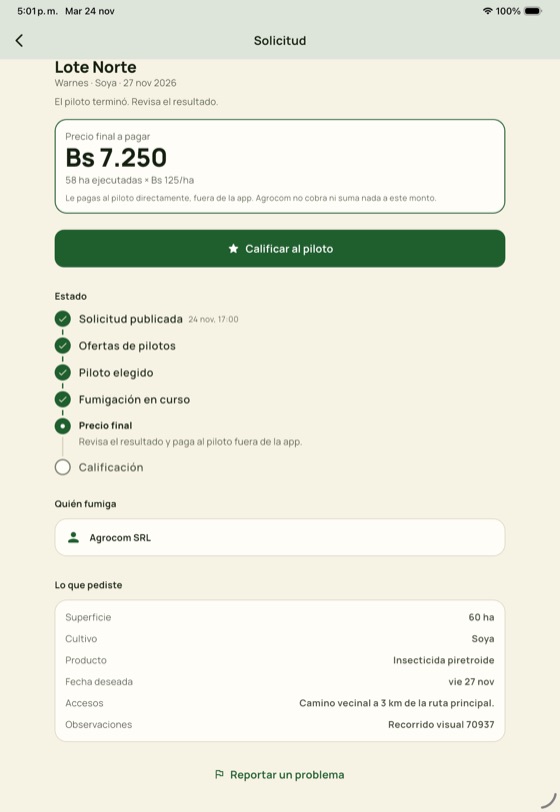 5:01 p. m. Mar 24 nov
100%
Solicitud
Lote Norte
Warnes · Soya · 27 nov 2026
El piloto terminó. Revisa el resultado.
Precio final a pagar
Bs 7.250
58 ha ejecutadas × Bs 125/ha
Le pagas al piloto directamente, fuera de la app. Agrocom no cobra ni suma nada a este monto.
Calificar al piloto
Estado
Solicitud publicada 24 nov. 17:00
Ofertas de pilotos
Piloto elegido
Fumigación en curso
Precio final
Revisa el resultado y paga al piloto fuera de la app.
Calificación
Quién fumiga
Agrocom SRL
Lo que pediste
Superficie 60 ha
Cultivo Soya
Producto Insecticida piretroide
Fecha deseada vie 27 nov
Accesos Camino vecinal a 3 km de la ruta principal.
Observaciones Recorrido visual 70937
Reportar un problema